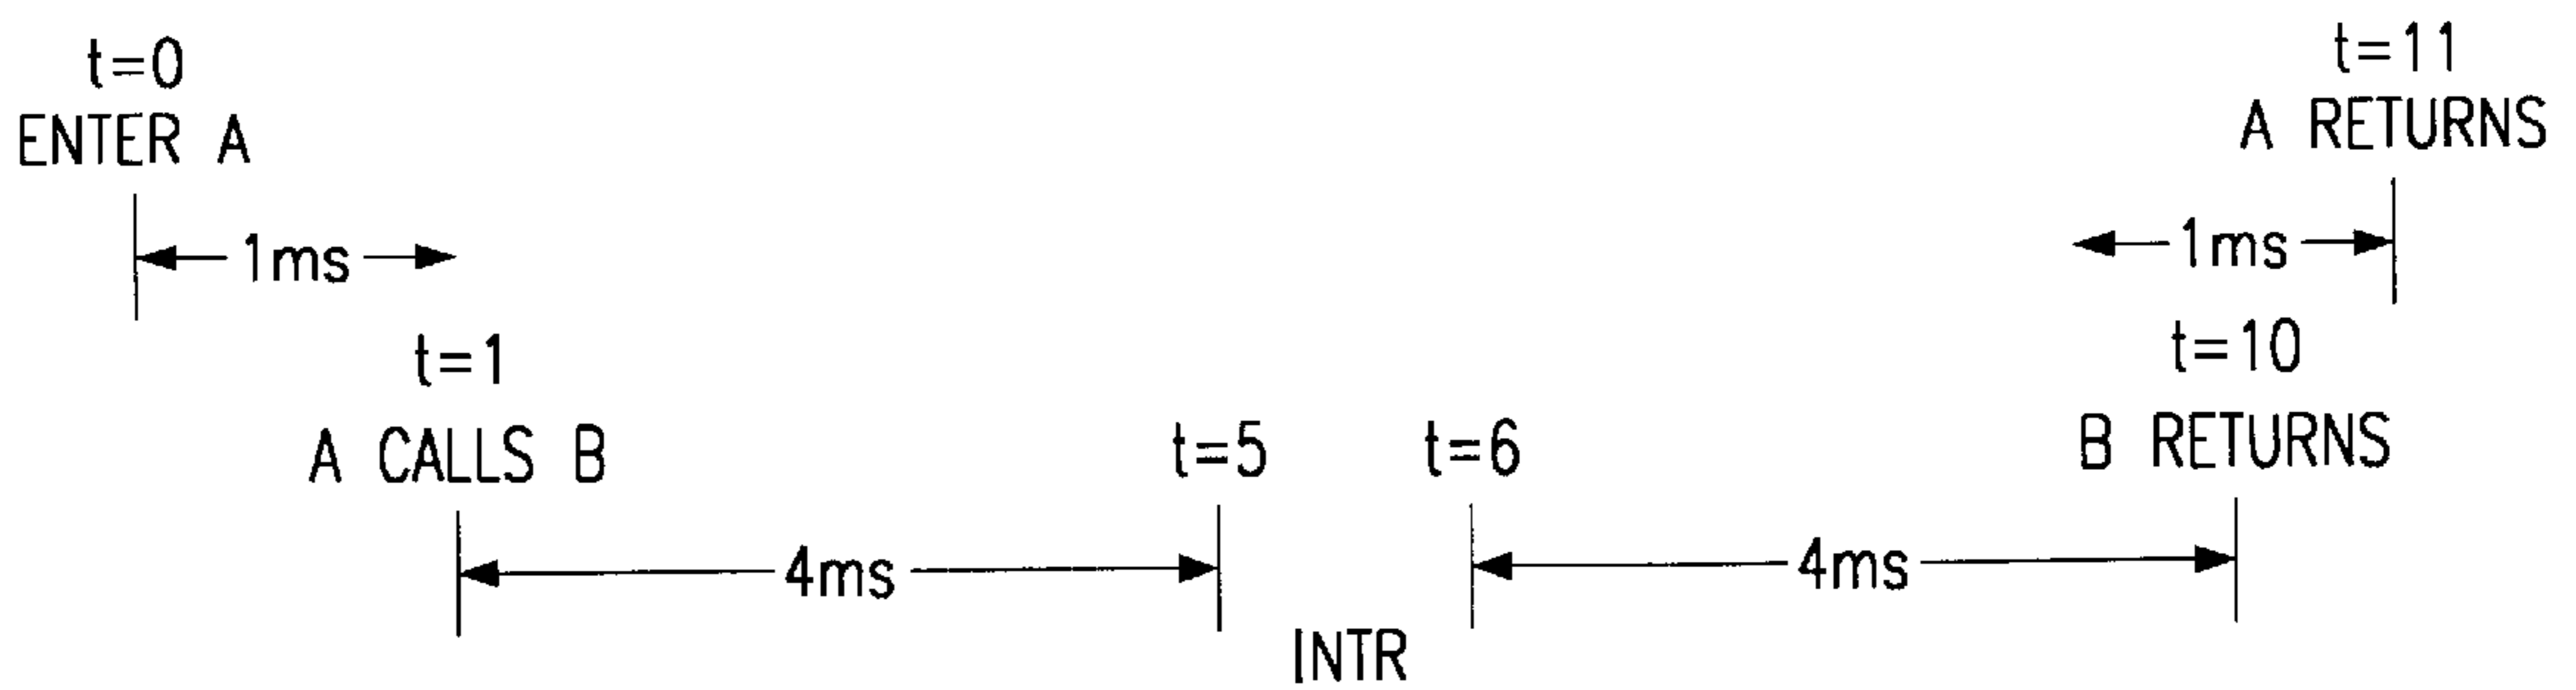 t=0
ENTER A
1ms
t=11
A RETURNS
1ms
t=1
A CALLS B
t=5
t=6
t=10
B RETURNS
4ms
4ms
INTR